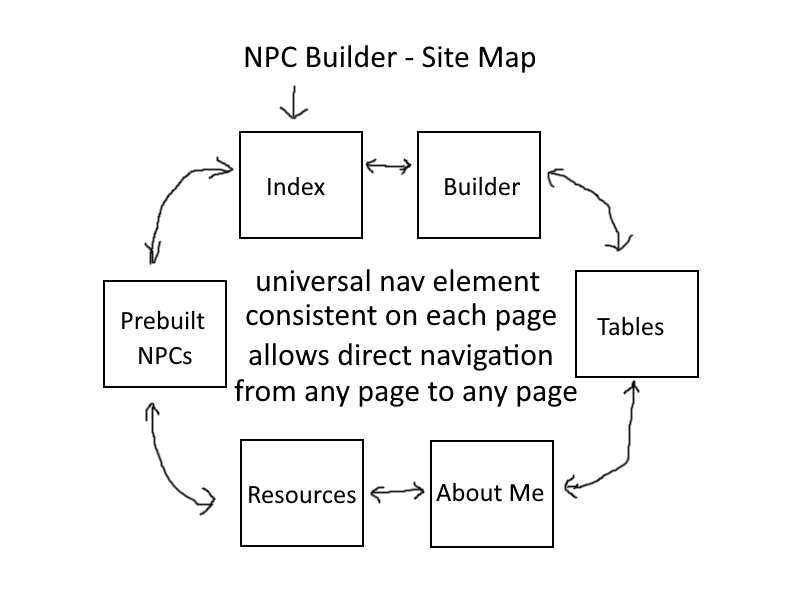 NPC Builder - Site Map
Index
Builder
universal nav element
consistent on each page
allows direct navigation
from any page to any page
Prebuilt
NPCs
Tables
Resources
About Me